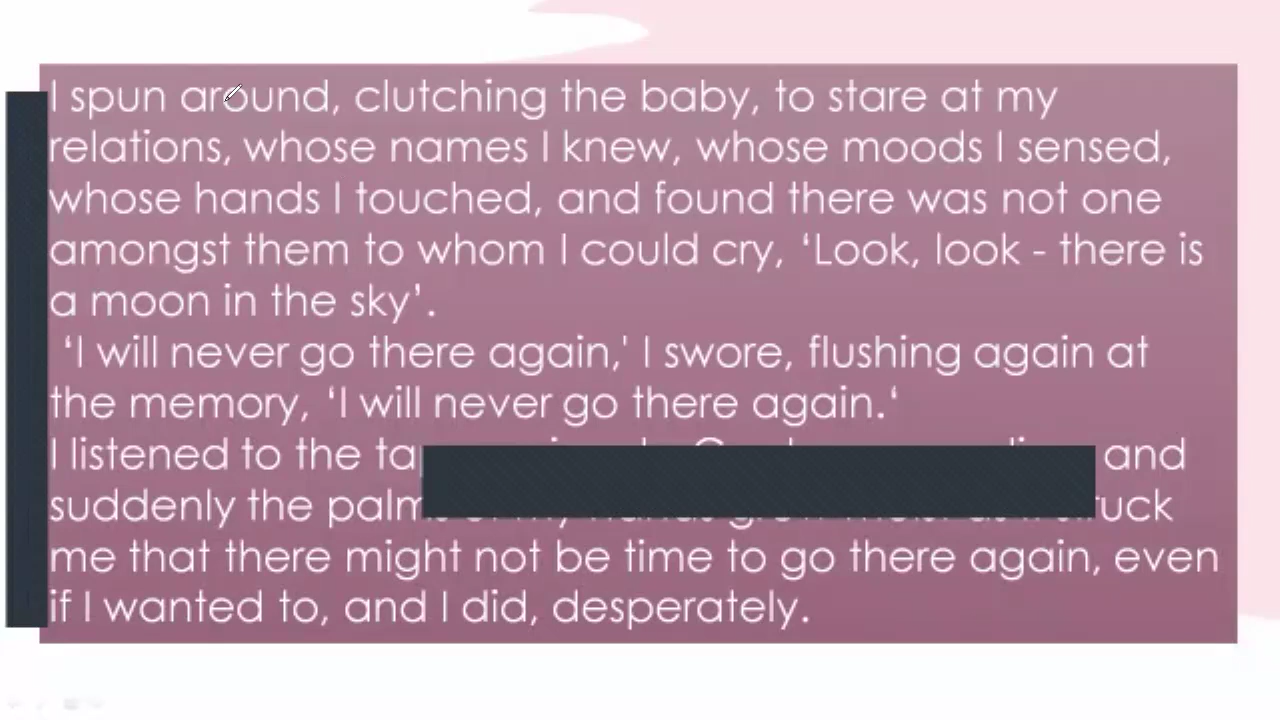 I spun around, clutching the baby, to stare at my
relations, whose names I knew, whose moods I sensed,
whose hands I touched, and found there was not one
amongst them to whom I could cry, ‘Look, look - there is
a moon in the sky’.
‘I will never go there again,' I swore, flushing again at
the memory, ‘I will never go there again.‘
I listened to the and
suddenly the
me that there might not be time to go there again, even
if I wanted to, and I did, desperately.